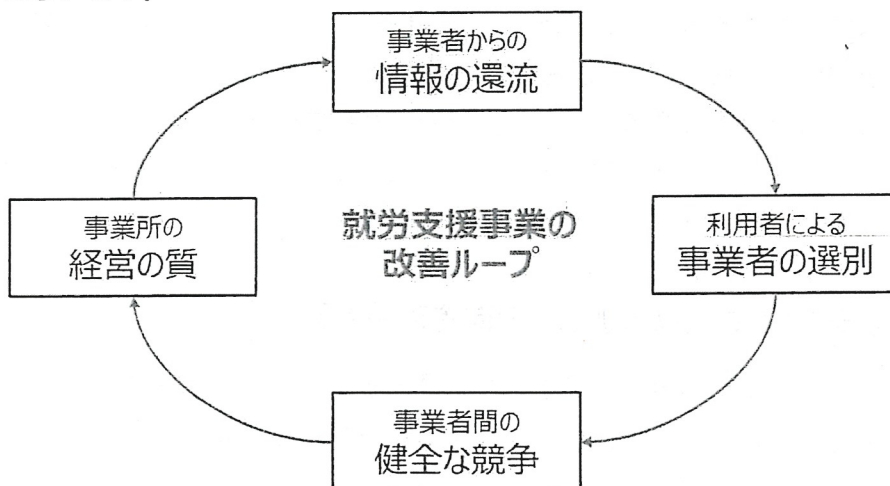 事業者からの
情報の還流
就労支援事業の
改善ループ
事業所の
経営の質
利用者による
事業者の選別
事業者間の
健全な競争